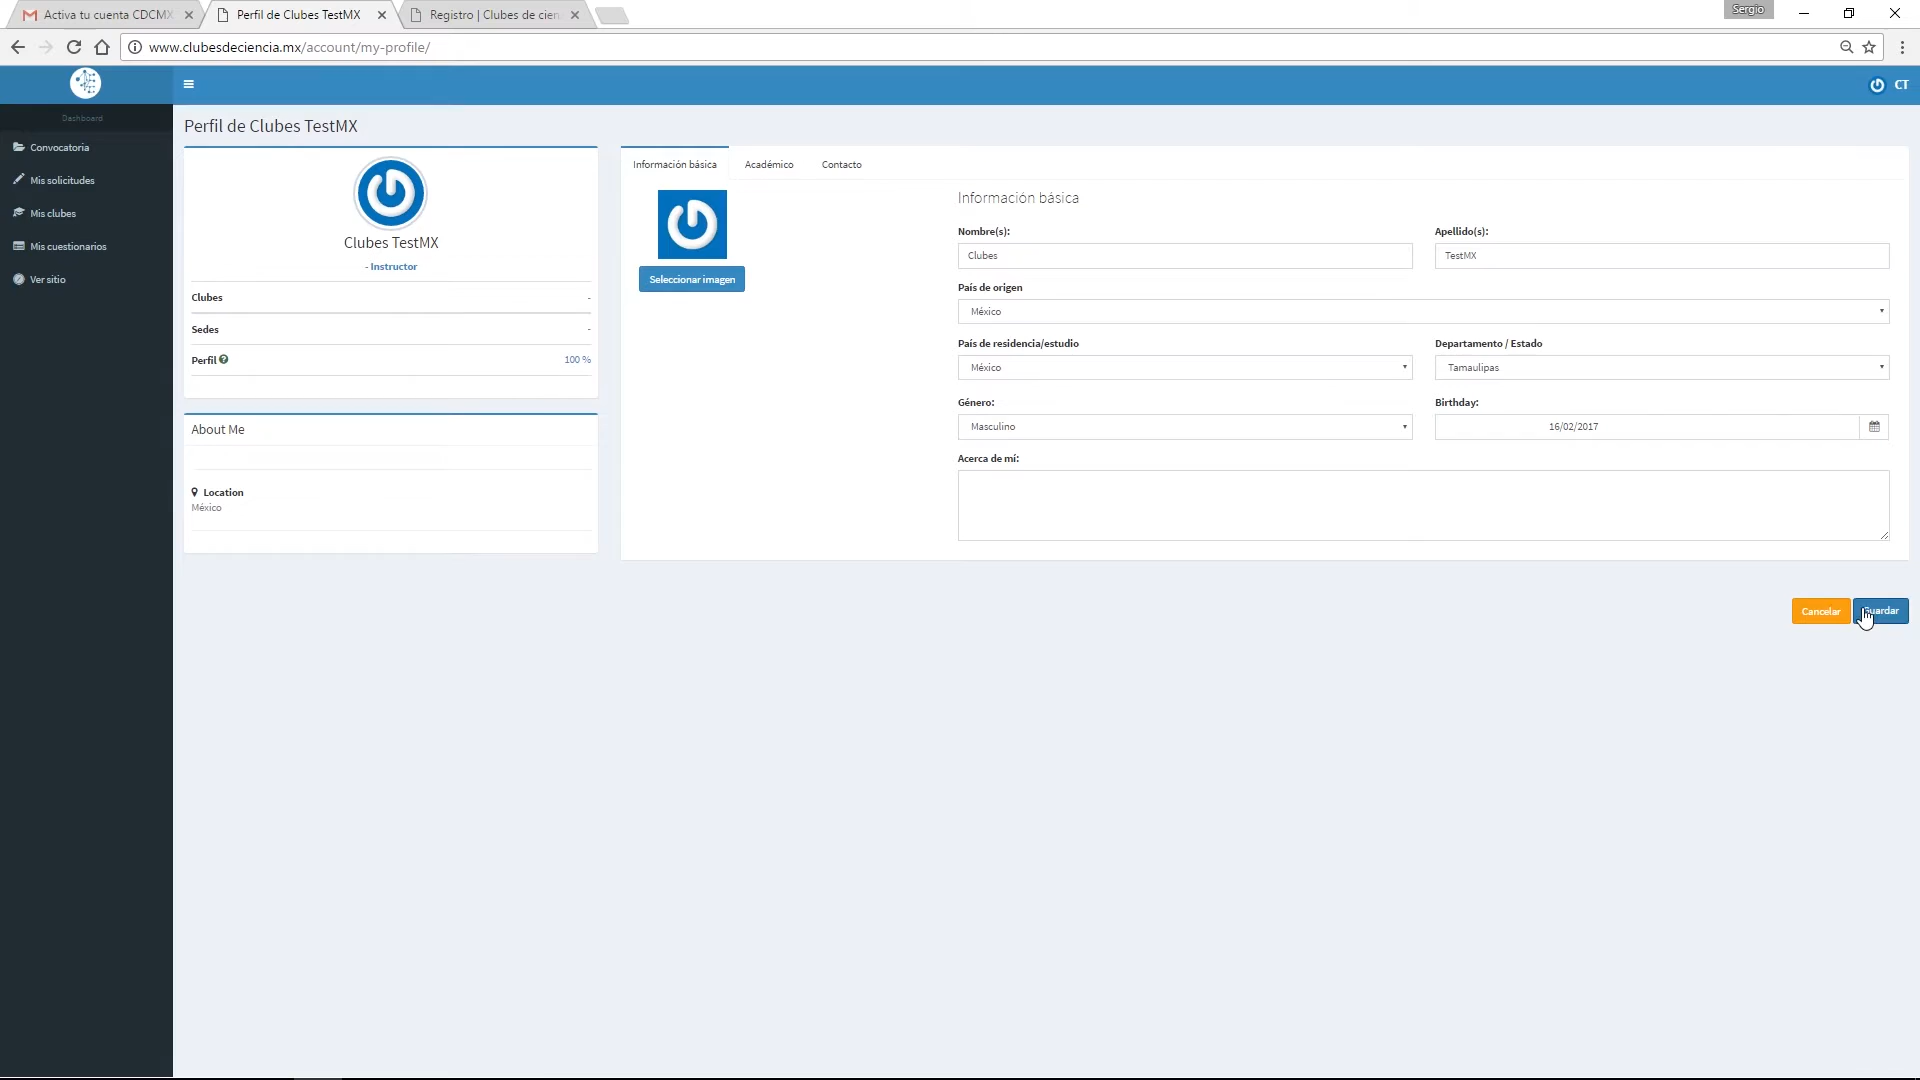 Activa tu cuenta CDCMX
Perfil de Clubes TestMX
Registro | Clubes de cien
Sergio
www.clubesdeciencia.mx/account/my-profile/
CT
Dashboard
Convocatoria
Mis solicitudes
Mis clubes
Mis cuestionarios
Ver sitio
Perfil de Clubes TestMX
Clubes TestMX
- Instructor
Clubes -
Sedes -
Perfil 100 %
About Me
Location
México
Información básica Académico Contacto
Seleccionar imagen
Información básica
Nombre(s): Apellido(s):
Clubes TestMX
País de origen
México
País de residencia/estudio Departamento / Estado
México Tamaulipas
Género: Birthday:
Masculino 16/02/2017
Acerca de mí:
Cancelar Guardar